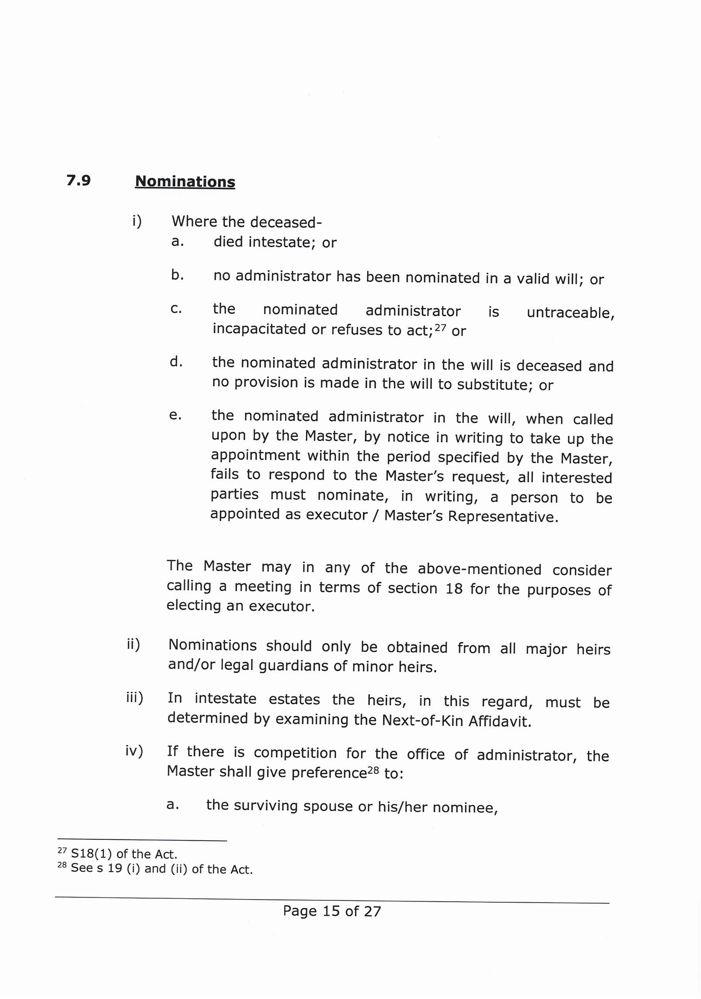 7.9 Nominations
i) Where the deceased-
a. died intestate; or
b. no administrator has been nominated in a valid will; or
c. the nominated administrator is untraceable,
incapacitated or refuses to act;27 or
d. the nominated administrator in the will is deceased and
no provision is made in the will to substitute; or
e. the nominated administrator in the will, when called
upon by the Master, by notice in writing to take up the
appointment within the period specified by the Master,
fails to respond to the Master's request, all interested
parties must nominate, in writing, a person to be
appointed as executor / Master's Representative.
The Master may in any of the above-mentioned consider
calling a meeting in terms of section 18 for the purposes of
electing an executor.
ii) Nominations should only be obtained from all major heirs
and/or legal guardians of minor heirs.
iii) In intestate estates the heirs, in this regard, must be
determined by examining the Next-of-Kin Affidavit.
iv) If there is competition for the office of administrator, the
Master shall give preference28 to:
a. the surviving spouse or his/her nominee,
27 S18(1) of the Act.
28 See s 19 (i) and (ii) of the Act.
Page 15 of 27